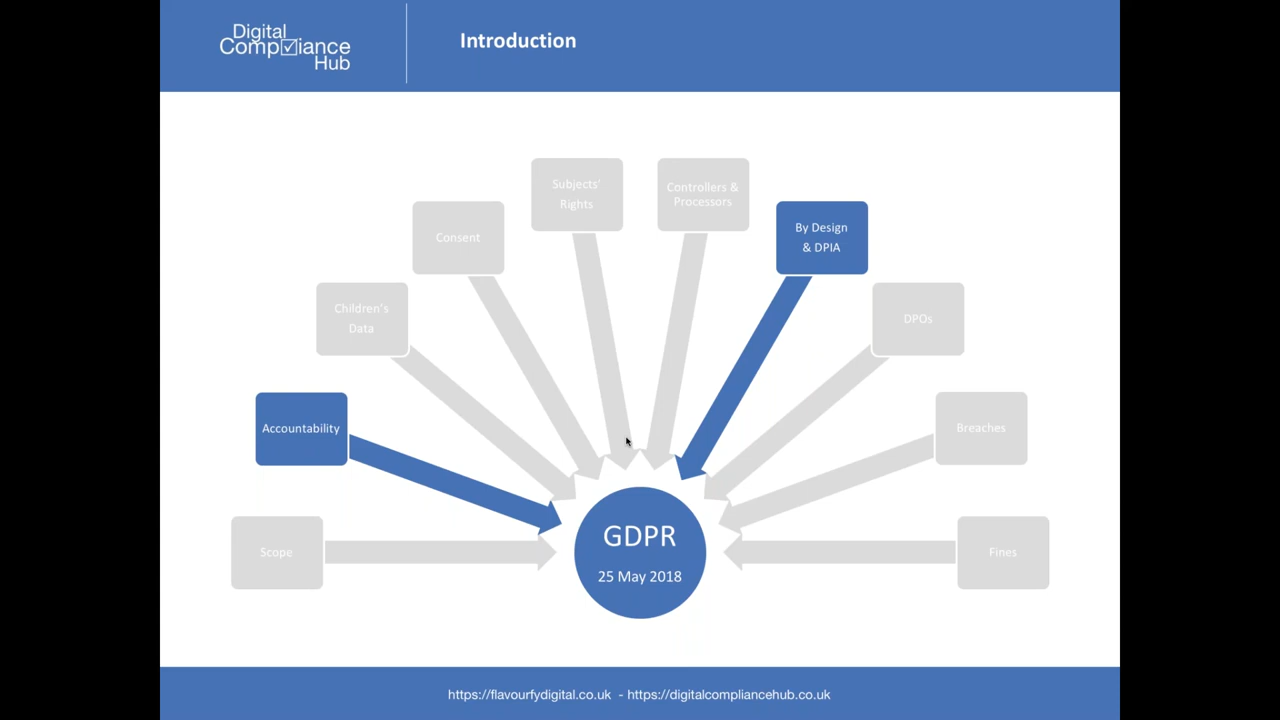 Digital
Compliance
Hub
Introduction
Subjects'
Rights
Controllers &
Processors
Consent
By Design
& DPIA
Children's
Data
DPOs
Accountability
Breaches
GDPR
25 May 2018
Scope
Fines
https://flavourfydigital.co.uk - https://digitalcompliancehub.co.uk